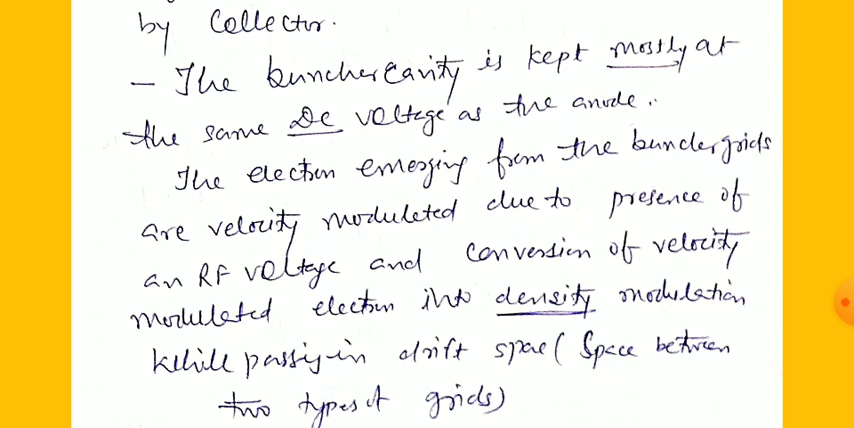 by Collector.
- The buncher Cavity is kept mostly at
the same DC voltage as the anode.
The electron emerging from the buncher grids
are velocity moduleted due to presence of
an RF voltage and conversion of velocity
moduleted electron into density modulation
while passing in drift space ( Space between
two types of grids)